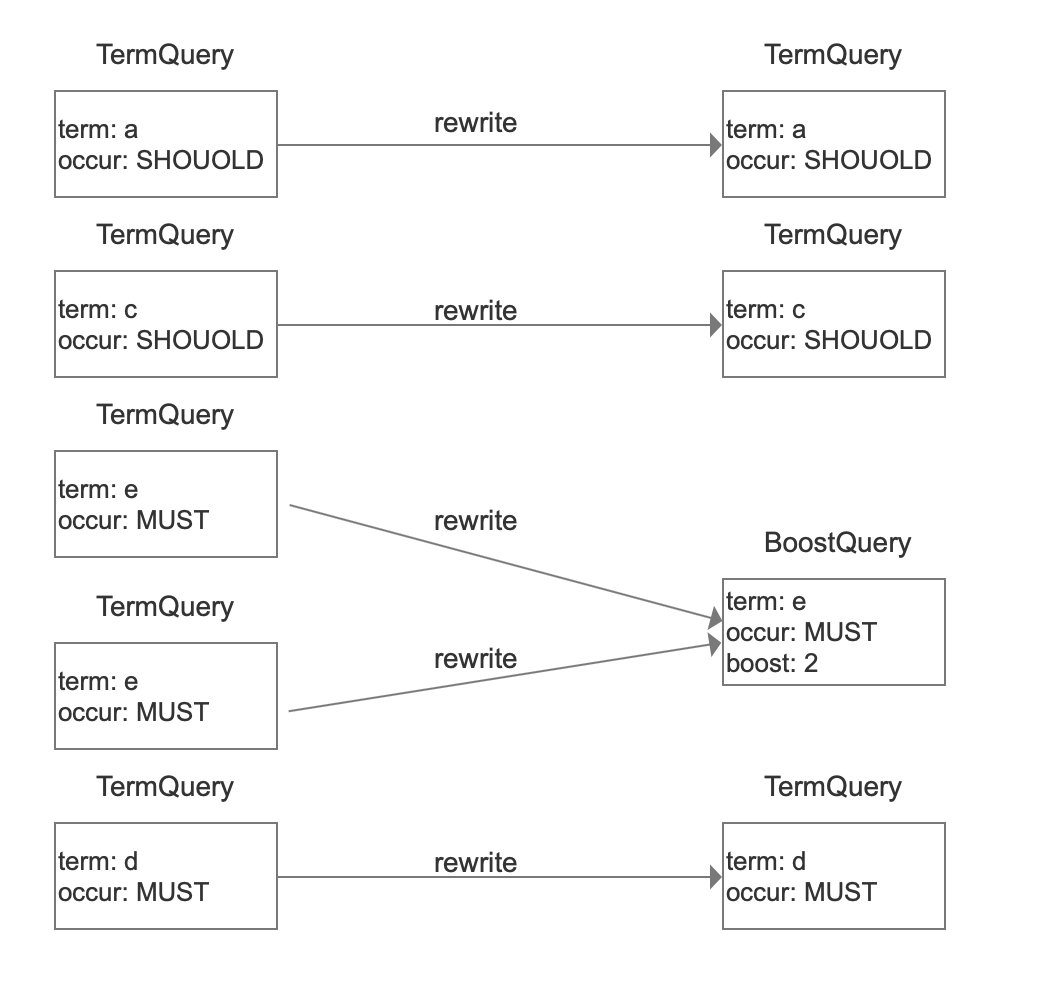 TermQuery
TermQuery
term: a
occur: SHOUOLD
rewrite
term: a
occur: SHOUOLD
TermQuery
TermQuery
term: c
occur: SHOUOLD
rewrite
term: c
occur: SHOUOLD
TermQuery
term: e
occur: MUST
rewrite
TermQuery
term: e
occur: MUST
rewrite
BoostQuery
term: e
occur: MUST
boost: 2
TermQuery
TermQuery
term: d
occur: MUST
rewrite
term: d
occur: MUST